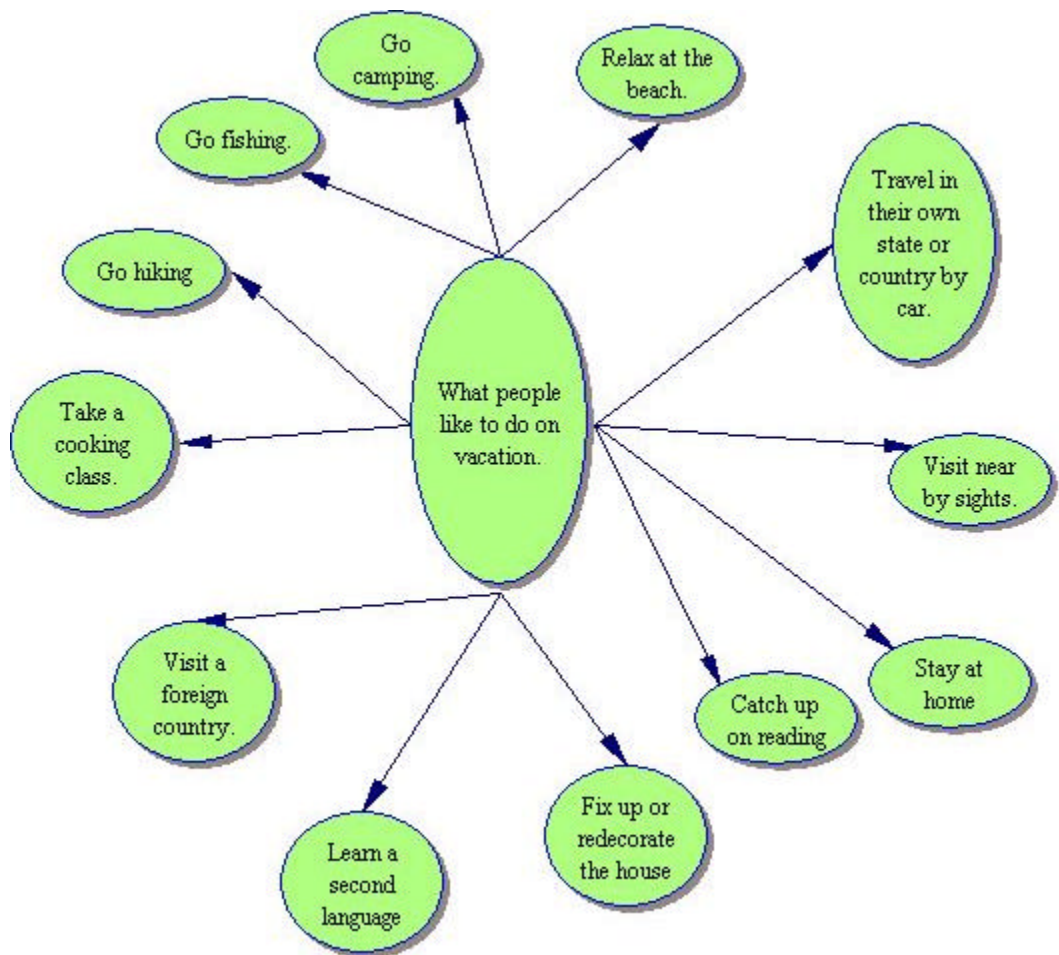 Go
camping.
Relax at the
beach.
Go fishing.
Travel in
their own
state or
country by
car.
Go hiking
What people
like to do on
vacation.
Take a
cooking
class.
Visit near
by sights.
Visit a
foreign
country.
Stay at
home
Catch up
on reading
Fix up or
redecorate
the house
Learn a
second
language